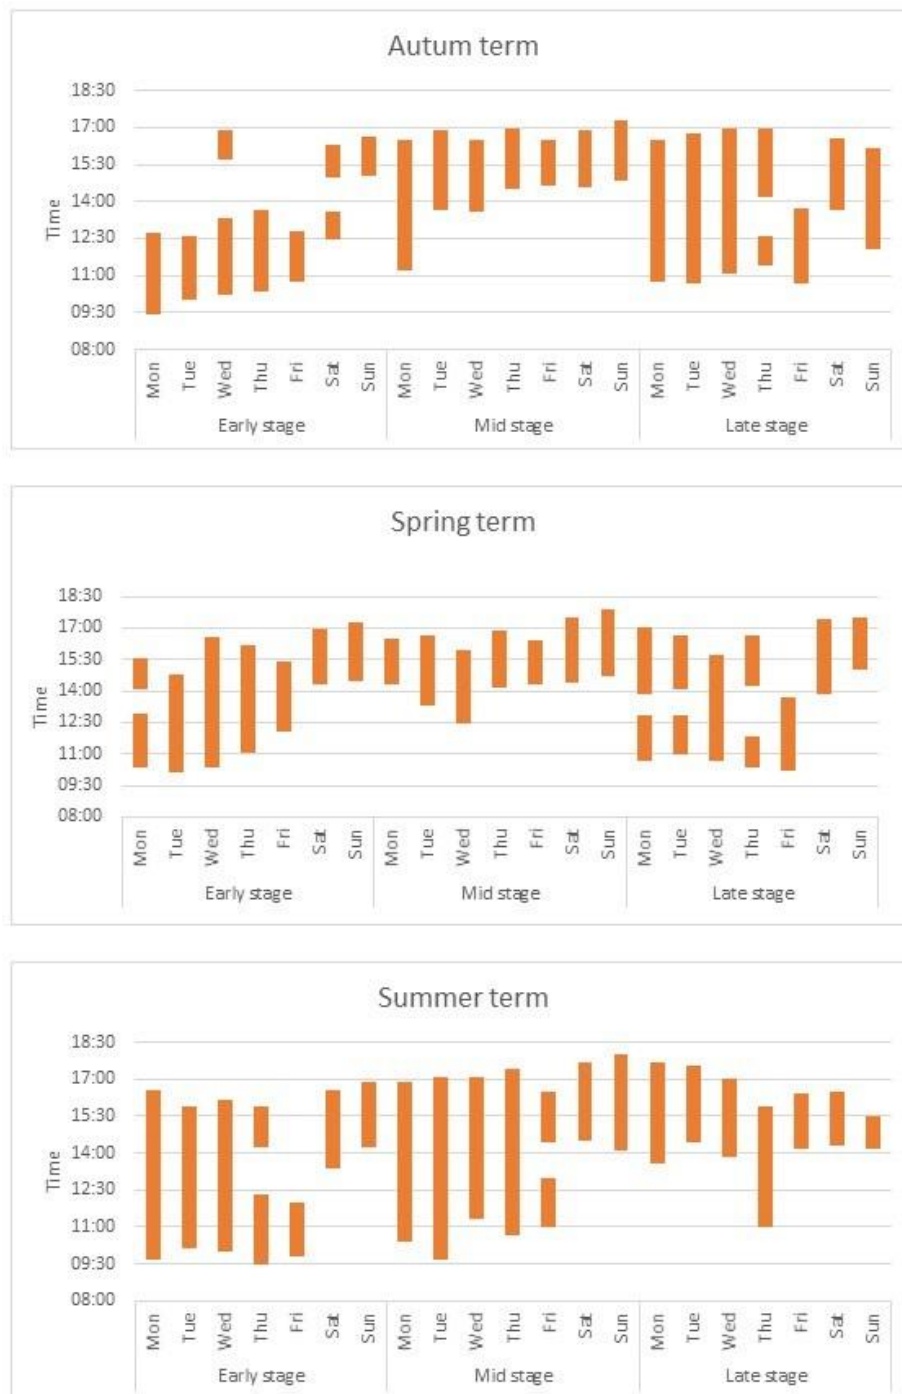 Autum term
18:30
17:00
15:30
14:00
12:30
11:00
09:30
08:00
Time
Mon Tue Wed Thu Fri Sat Sun Mon Tue Wed Thu Fri Sat Sun Mon Tue Wed Thu Fri Sat Sun
Early stage Mid stage Late stage
Spring term
18:30
17:00
15:30
14:00
12:30
11:00
09:30
08:00
Time
Mon Tue Wed Thu Fri Sat Sun Mon Tue Wed Thu Fri Sat Sun Mon Tue Wed Thu Fri Sat Sun
Early stage Mid stage Late stage
Summer term
18:30
17:00
15:30
14:00
12:30
11:00
09:30
08:00
Time
Mon Tue Wed Thu Fri Sat Sun Mon Tue Wed Thu Fri Sat Sun Mon Tue Wed Thu Fri Sat Sun
Early stage Mid stage Late stage